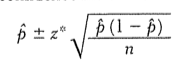 p̂ ± z* √(p̂ (1 − p̂) / n)